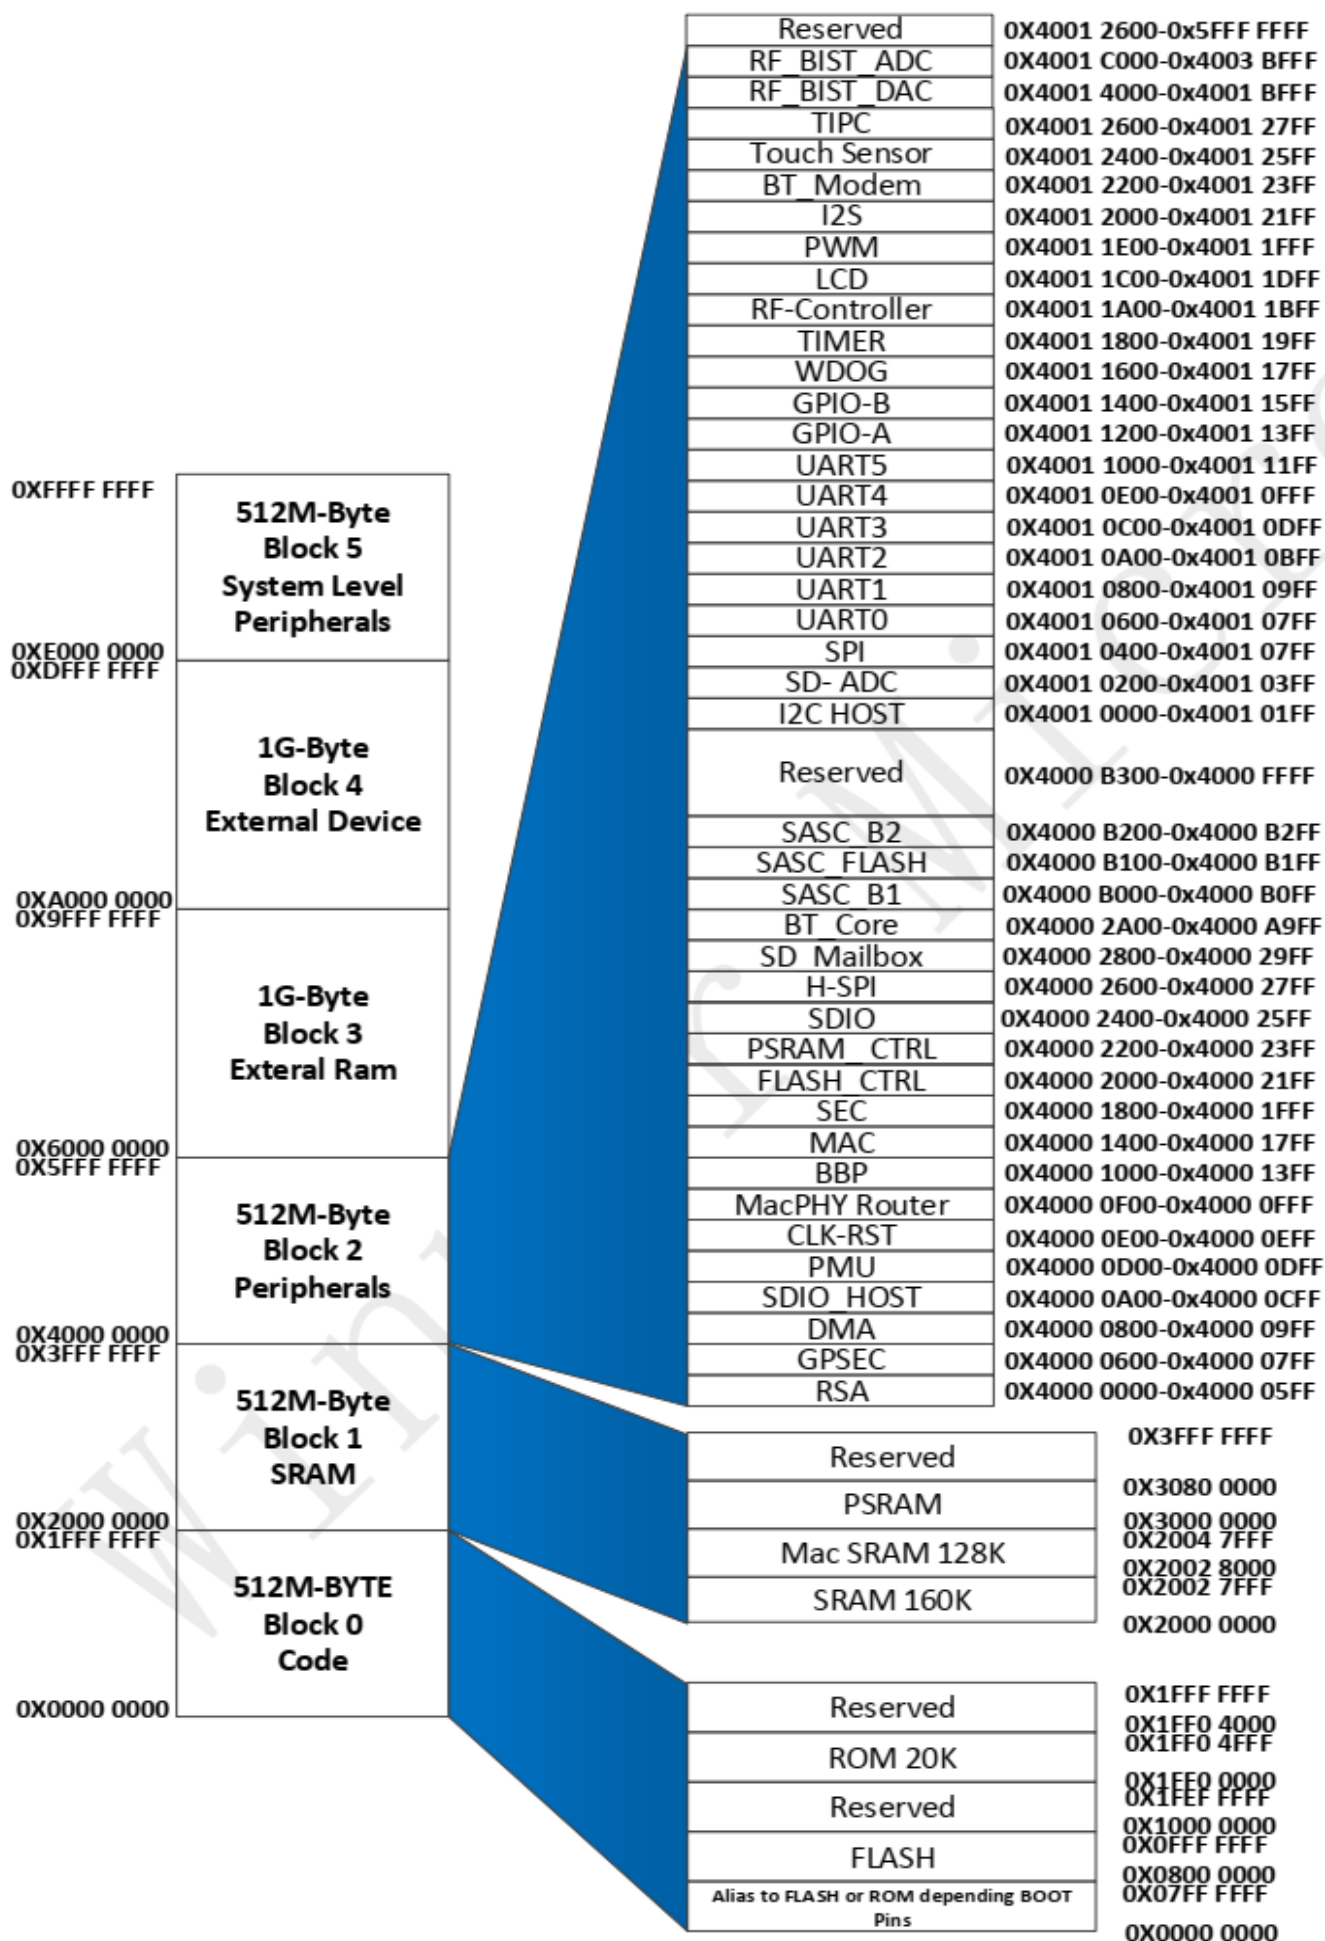 Reserved 0X4001 2600-0x5FFF FFFF
RF_BIST_ADC 0X4001 C000-0x4003 BFFF
RF_BIST_DAC 0X4001 4000-0x4001 BFFF
TIPC 0X4001 2600-0x4001 27FF
Touch Sensor 0X4001 2400-0x4001 25FF
BT_Modem 0X4001 2200-0x4001 23FF
I2S 0X4001 2000-0x4001 21FF
PWM 0X4001 1E00-0x4001 1FFF
LCD 0X4001 1C00-0x4001 1DFF
RF-Controller 0X4001 1A00-0x4001 1BFF
TIMER 0X4001 1800-0x4001 19FF
WDOG 0X4001 1600-0x4001 17FF
GPIO-B 0X4001 1400-0x4001 15FF
GPIO-A 0X4001 1200-0x4001 13FF
UART5 0X4001 1000-0x4001 11FF
UART4 0X4001 0E00-0x4001 0FFF
UART3 0X4001 0C00-0x4001 0DFF
UART2 0X4001 0A00-0x4001 0BFF
UART1 0X4001 0800-0x4001 09FF
UART0 0X4001 0600-0x4001 07FF
SPI 0X4001 0400-0x4001 07FF
SD- ADC 0X4001 0200-0x4001 03FF
I2C HOST 0X4001 0000-0x4001 01FF
Reserved 0X4000 B300-0x4000 FFFF
SASC_B2 0X4000 B200-0x4000 B2FF
SASC_FLASH 0X4000 B100-0x4000 B1FF
SASC_B1 0X4000 B000-0x4000 B0FF
BT_Core 0X4000 2A00-0x4000 A9FF
SD_Mailbox 0X4000 2800-0x4000 29FF
H-SPI 0X4000 2600-0x4000 27FF
SDIO 0X4000 2400-0x4000 25FF
PSRAM_CTRL 0X4000 2200-0x4000 23FF
FLASH_CTRL 0X4000 2000-0x4000 21FF
SEC 0X4000 1800-0x4000 1FFF
MAC 0X4000 1400-0x4000 17FF
BBP 0X4000 1000-0x4000 13FF
MacPHY Router 0X4000 0F00-0x4000 0FFF
CLK-RST 0X4000 0E00-0x4000 0EFF
PMU 0X4000 0D00-0x4000 0DFF
SDIO_HOST 0X4000 0A00-0x4000 0CFF
DMA 0X4000 0800-0x4000 09FF
GPSEC 0X4000 0600-0x4000 07FF
RSA 0X4000 0000-0x4000 05FF
0XFFFF FFFF
512M-Byte
Block 5
System Level
Peripherals
0XE000 0000
0XDFFF FFFF
1G-Byte
Block 4
External Device
0XA000 0000
0X9FFF FFFF
1G-Byte
Block 3
Exteral Ram
0X6000 0000
0X5FFF FFFF
512M-Byte
Block 2
Peripherals
0X4000 0000
0X3FFF FFFF
512M-Byte
Block 1
SRAM
0X2000 0000
0X1FFF FFFF
512M-BYTE
Block 0
Code
0X0000 0000
0X3FFF FFFF
Reserved
0X3080 0000
PSRAM
0X3000 0000
0X2004 7FFF
Mac SRAM 128K
0X2002 8000
0X2002 7FFF
SRAM 160K
0X2000 0000
0X1FFF FFFF
Reserved
0X1FF0 4000
0X1FF0 4FFF
ROM 20K
0X1FF0 0000
0X1FEF FFFF
Reserved
0X1000 0000
0X0FFF FFFF
FLASH
0X0800 0000
0X07FF FFFF
Alias to FLASH or ROM depending BOOT
Pins
0X0000 0000